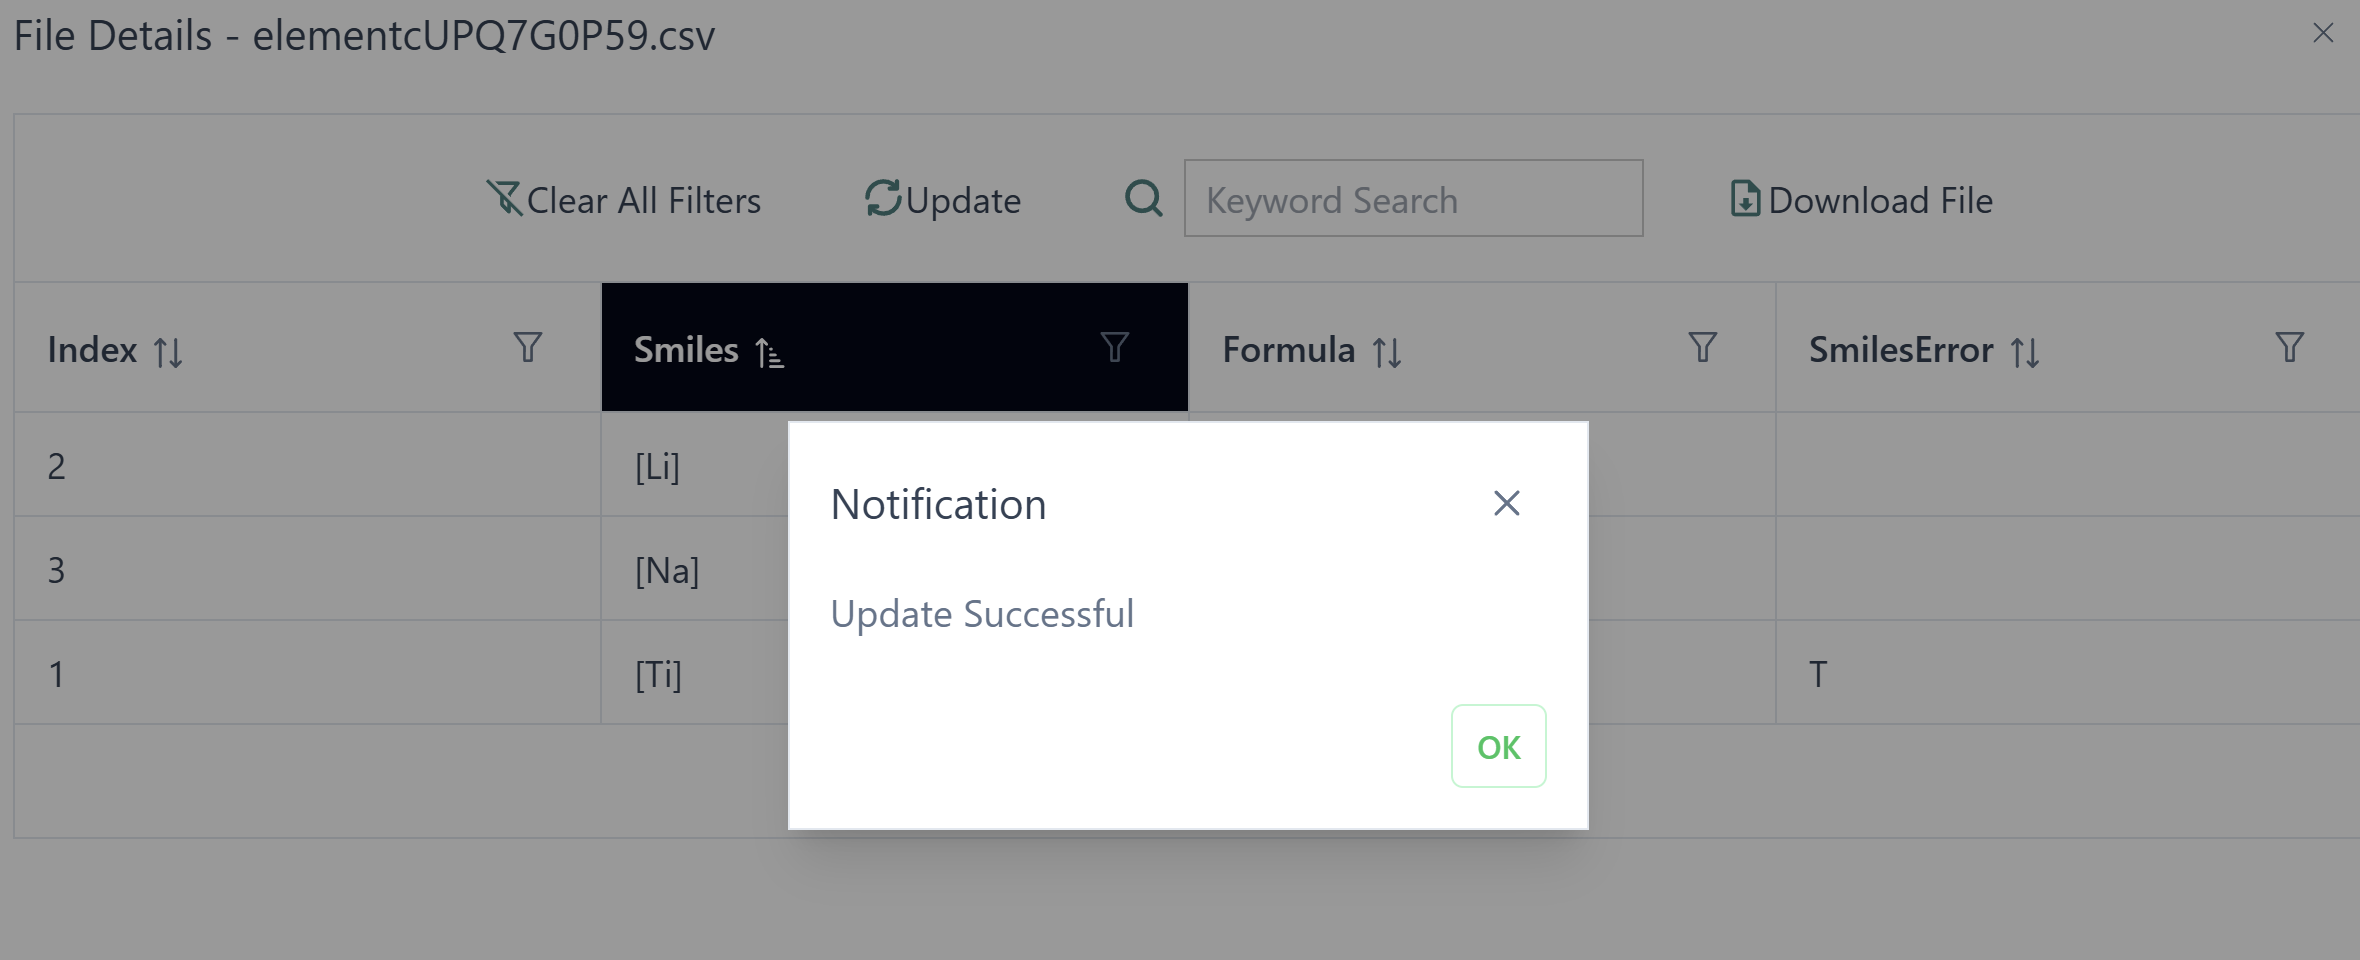 File Details - elementcUPQ7G0P59.csv
Clear All Filters Update Keyword Search Download File
Index Smiles Formula SmilesError
2 [Li]
Notification
3 [Na]
Update Successful
1 [Ti] T
OK